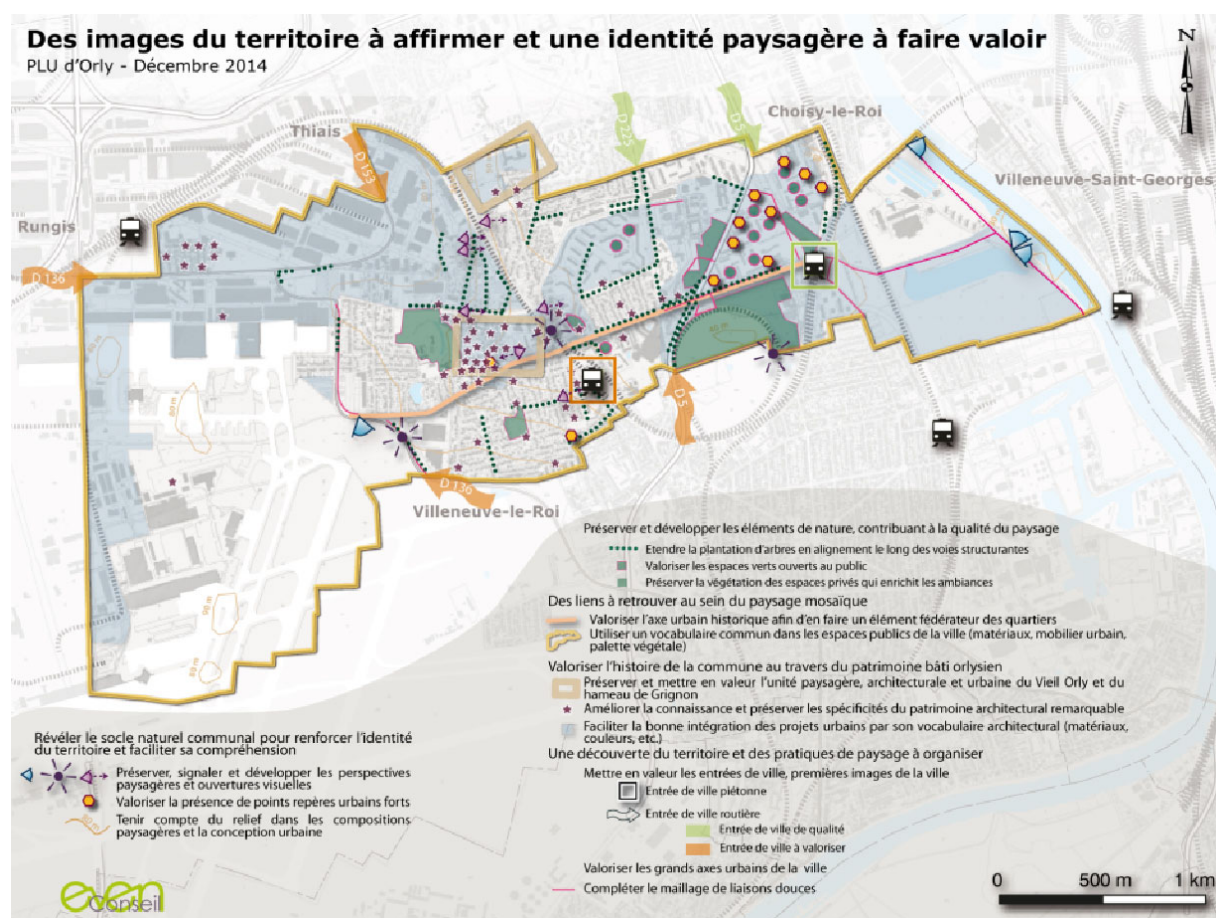 Des images du territoire à affirmer et une identité paysagère à faire valoir
PLU d'Orly - Décembre 2014
N
Choisy-le-Roi
Thiais
D 225
D 5
D 153
Villeneuve-Saint-Georges
Rungis
D 136
D 5
D 136
Villeneuve-le-Roi
80 m
90 m
80 m
Préserver et développer les éléments de nature, contribuant à la qualité du paysage
Etendre la plantation d'arbres en alignement le long des voies structurantes
Valoriser les espaces verts ouverts au public
Préserver la végétation des espaces privés qui enrichit les ambiances
Des liens à retrouver au sein du paysage mosaïque
Valoriser l'axe urbain historique afin d'en faire un élément fédérateur des quartiers
Utiliser un vocabulaire commun dans les espaces publics de la ville (matériaux, mobilier urbain,
palette végétale)
Valoriser l'histoire de la commune au travers du patrimoine bâti orlysien
Préserver et mettre en valeur l'unité paysagère, architecturale et urbaine du Vieil Orly et du
hameau de Grignon
Améliorer la connaissance et préserver les spécificités du patrimoine architectural remarquable
Faciliter la bonne intégration des projets urbains par son vocabulaire architectural (matériaux,
couleurs, etc.)
Une découverte du territoire et des pratiques de paysage à organiser
Mettre en valeur les entrées de ville, premières images de la ville
Entrée de ville piétonne
Entrée de ville routière
Entrée de ville de qualité
Entrée de ville à valoriser
Valoriser les grands axes urbains de la ville
Compléter le maillage de liaisons douces
Révéler le socle naturel communal pour renforcer l'identité
du territoire et faciliter sa compréhension
Préserver, signaler et développer les perspectives
paysagères et ouvertures visuelles
Valoriser la présence de points repères urbains forts
80 m
Tenir compte du relief dans les compositions
paysagères et la conception urbaine
even
Conseil
0 500 m 1 km